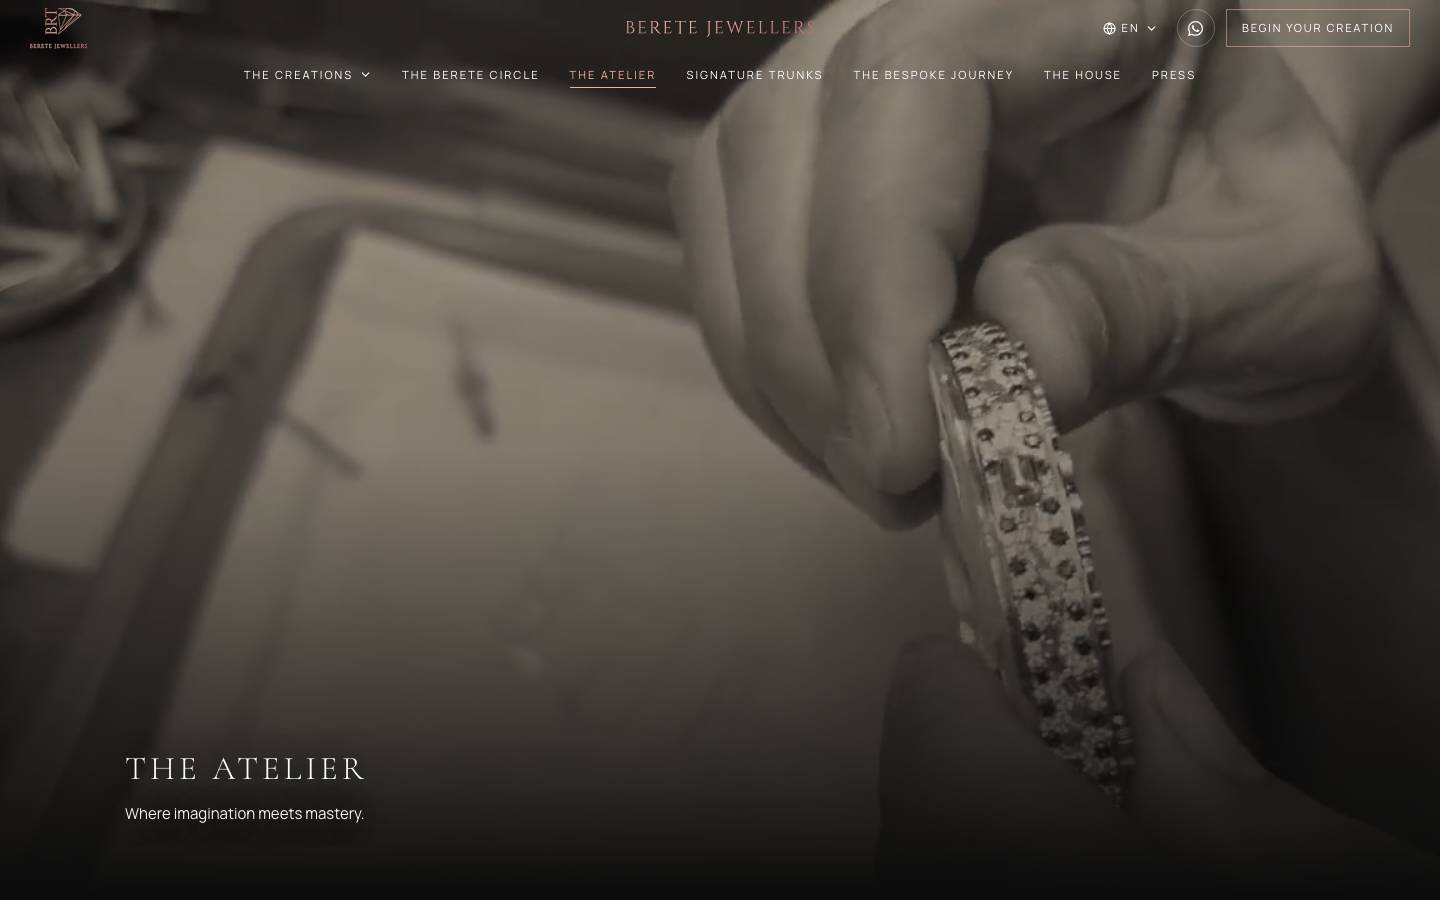 BRT
BERETE JEWELLERS
BERETE JEWELLERS
EN
BEGIN YOUR CREATION
THE CREATIONS
THE BERETE CIRCLE
THE ATELIER
SIGNATURE TRUNKS
THE BESPOKE JOURNEY
THE HOUSE
PRESS
THE ATELIER
Where imagination meets mastery.